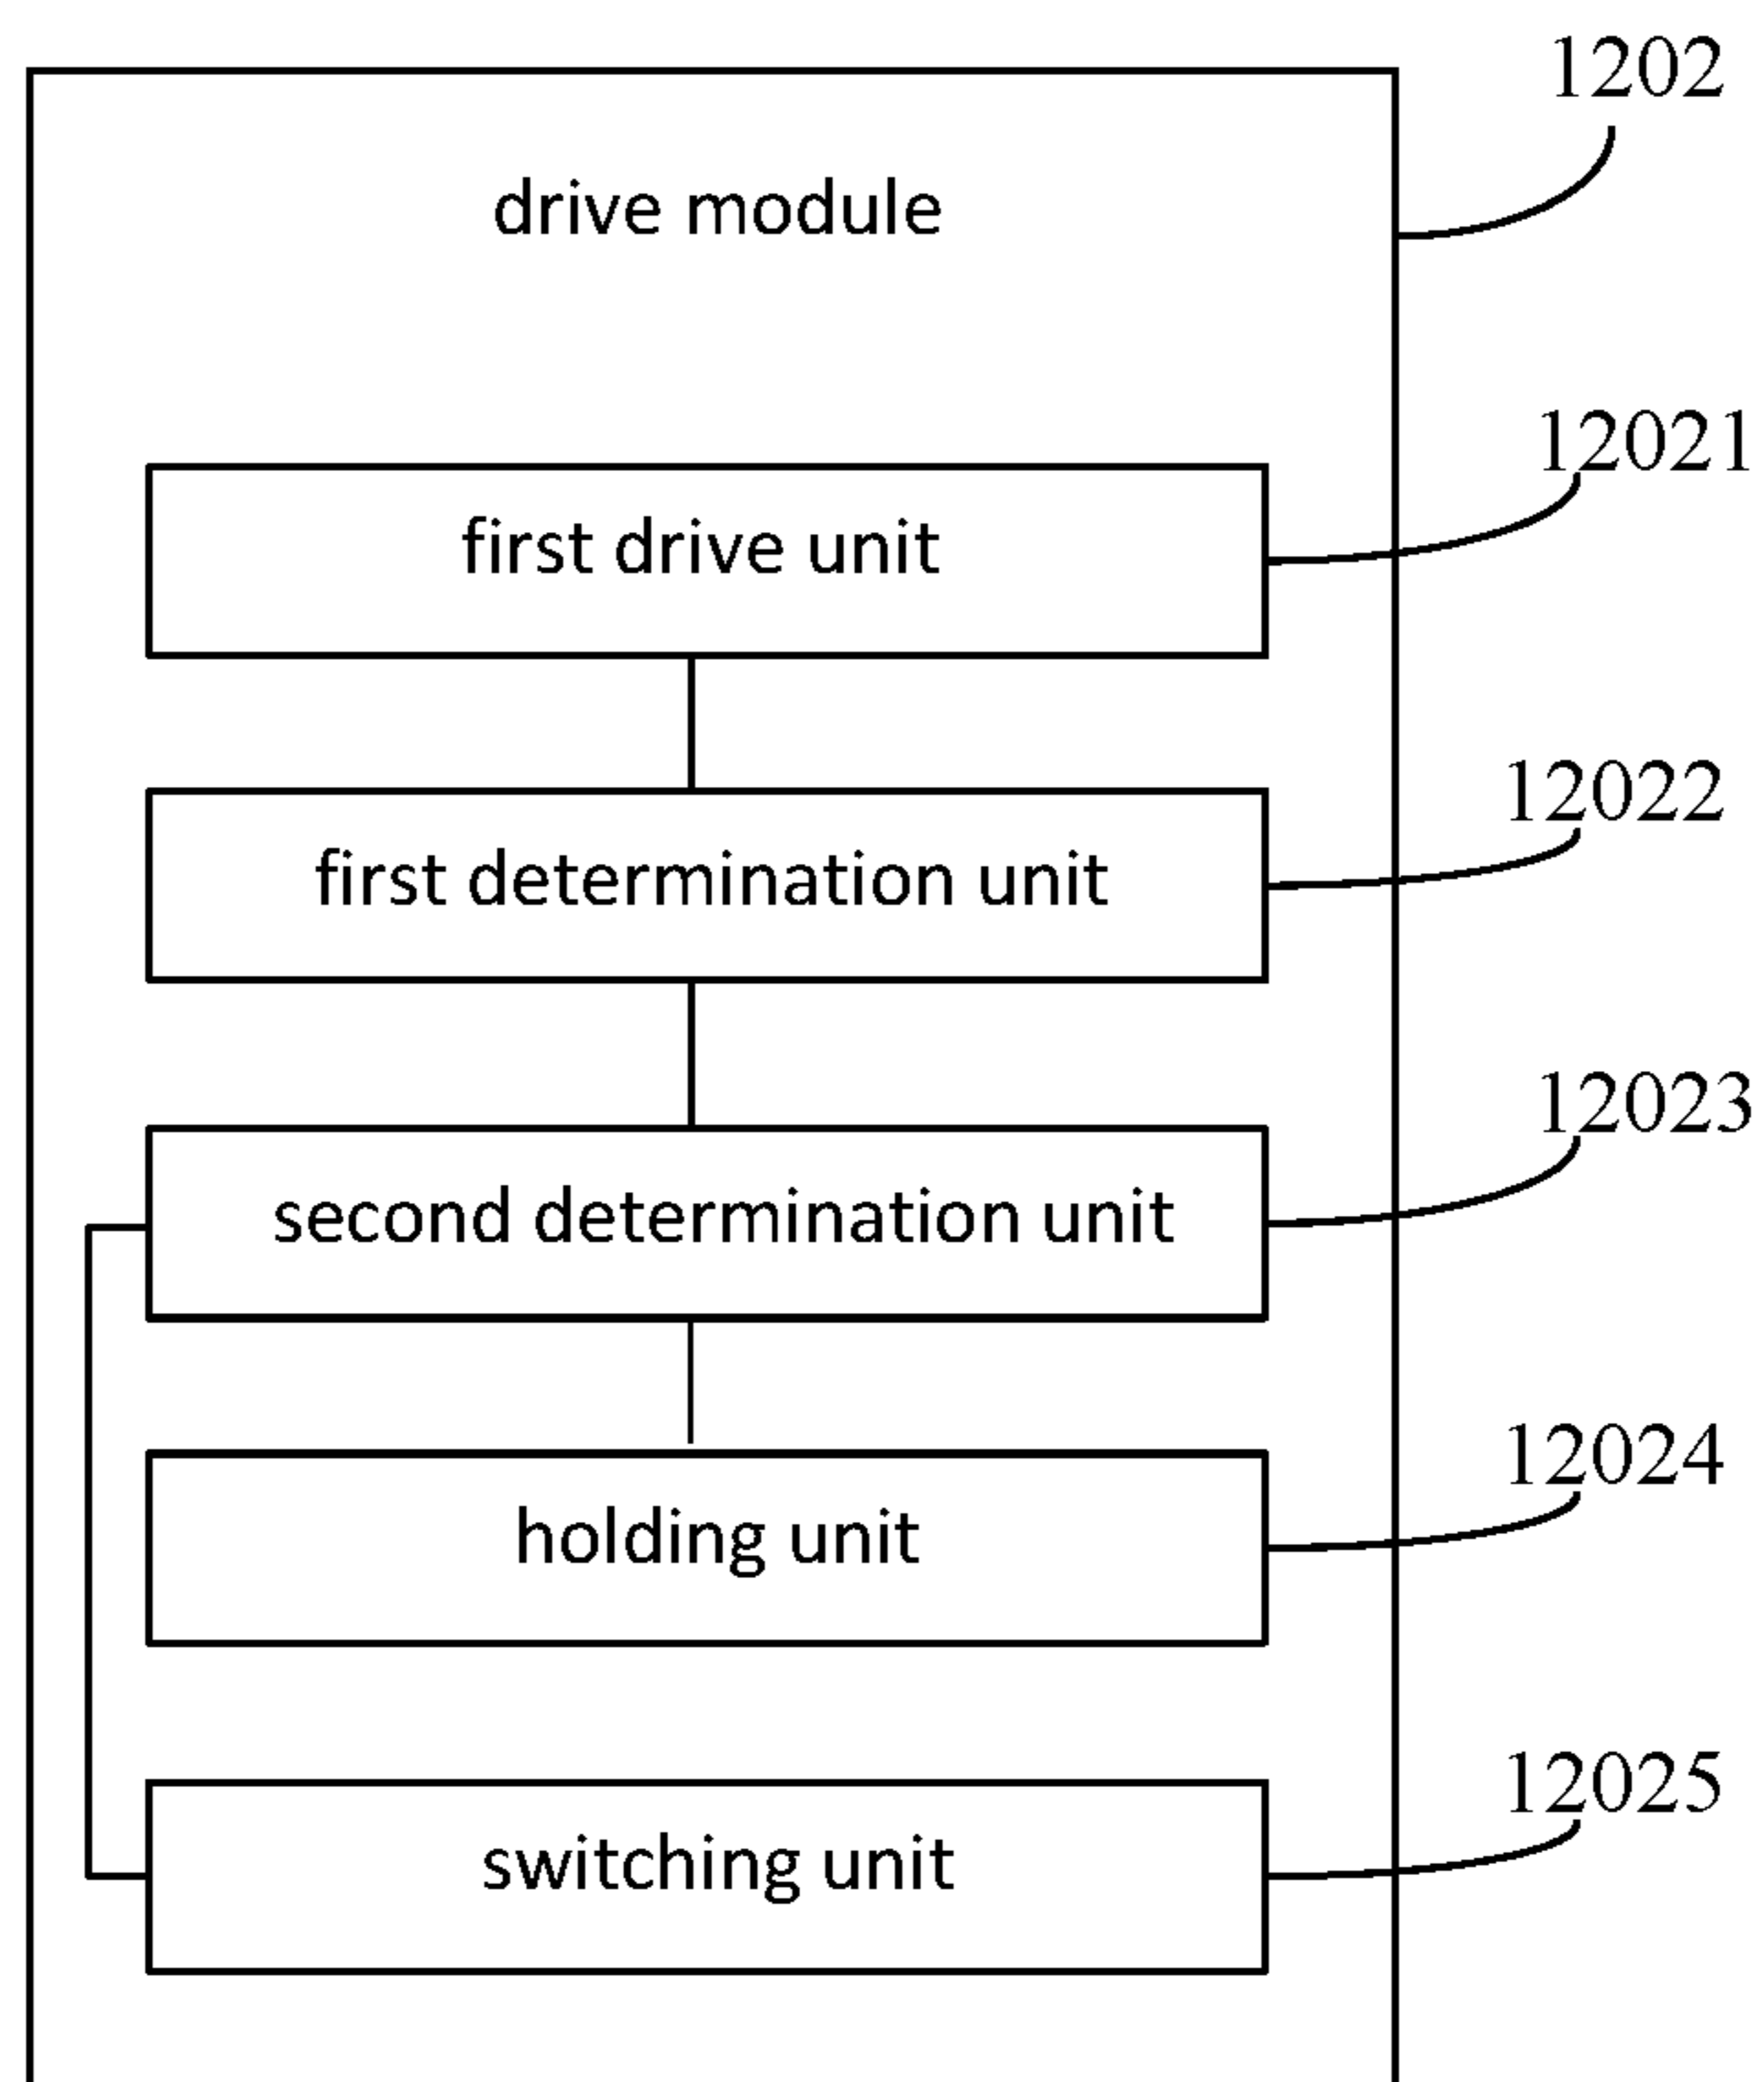 1202
drive module
12021
first drive unit
12022
first determination unit
12023
second determination unit
12024
holding unit
12025
switching unit